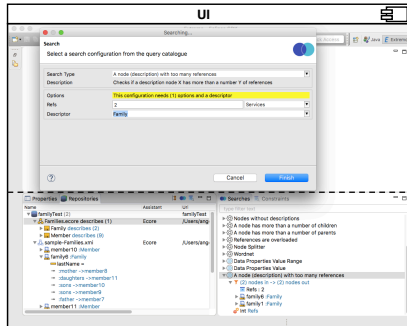 UI
Searching...
Search
Select a search configuration from the query catalogue
Search Type
A node (description) with too many references
Description
Checks if a description node X has more than a number Y of references
Options
This configuration needs (1) options and a descriptor
Refs
2
Services
Descriptor
Family
?
Cancel
Finish
Java
Properties
Repositories
Name
Assistant
Url
familyTest (2)
familyTest
Families.ecore describes (1)
Ecore
/Users/ang
Family describes (2)
Member describes (9)
sample-Families.xml
Ecore
/Users/ang
member10 :Member
family6 :Family
lastName =
:mother ->member8
:daughters ->member11
:sons ->member10
:sons ->member9
:father ->member7
member11 :Member
Searches
Constraints
type filter text
Nodes without descriptions
A node has more than a number of children
A node has more than a number of parents
References are overloaded
Node Splitter
Wordnet
Data Properties Value Range
Data Properties Value
A node (description) with too many references
(2) nodes in -> (2) nodes out
Refs : 2
family6 :Family
family1 :Family
Int Refs